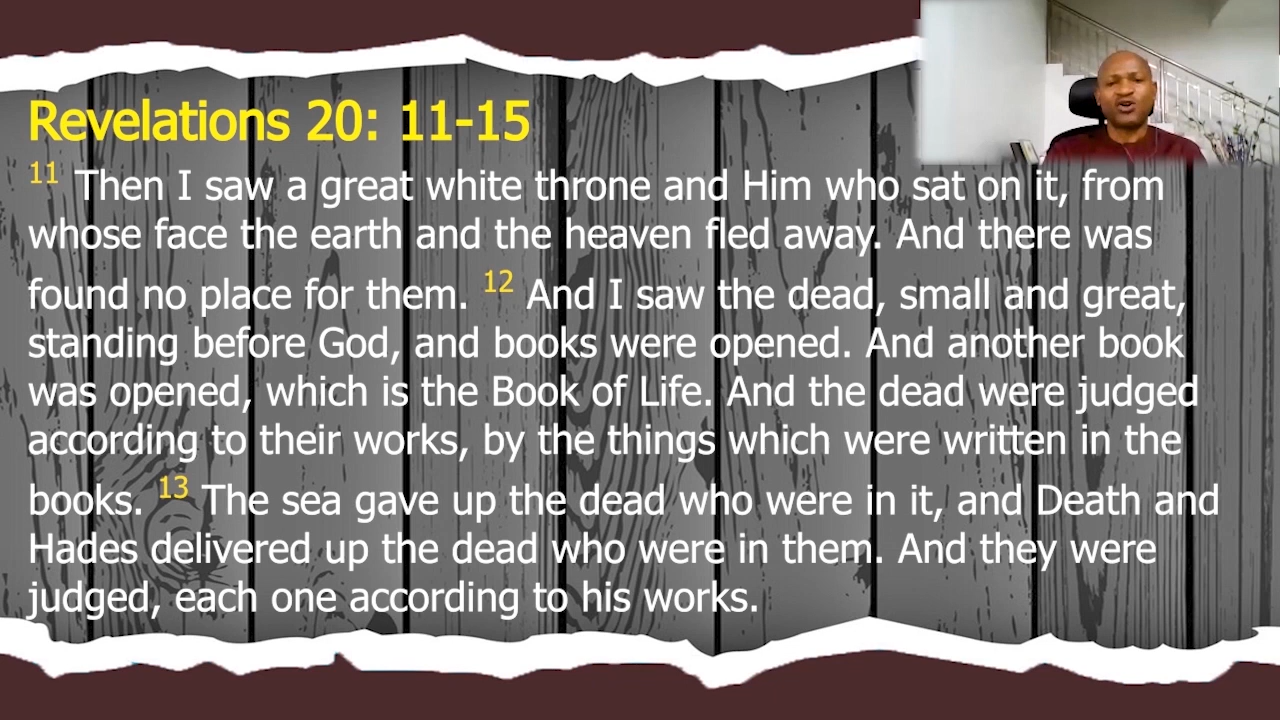 Revelations 20: 11-15
11 Then I saw a great white throne and Him who sat on it, from
whose face the earth and the heaven fled away. And there was
found no place for them. 12 And I saw the dead, small and great,
standing before God, and books were opened. And another book
was opened, which is the Book of Life. And the dead were judged
according to their works, by the things which were written in the
books. 13 The sea gave up the dead who were in it, and Death and
Hades delivered up the dead who were in them. And they were
judged, each one according to his works.